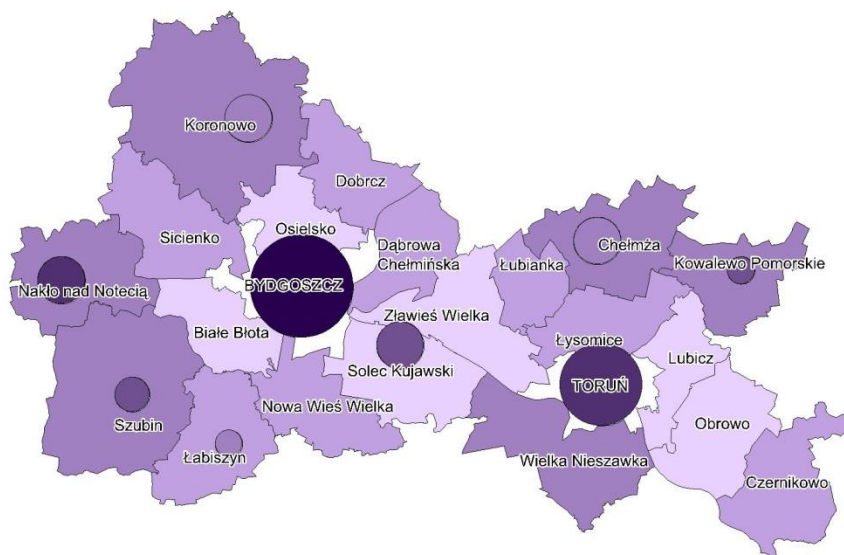 Koronowo
Dobrcz
Sicienko
Osielsko
Dąbrowa
Chełmińska
Chełmża
Łubianka
Kowalewo Pomorskie
Nakło nad Notecią
BYDGOSZCZ
Zławieś Wielka
Białe Błota
Łysomice
Lubicz
Solec Kujawski
TORUŃ
Szubin
Nowa Wieś Wielka
Obrowo
Łabiszyn
Wielka Nieszawka
Czernikowo